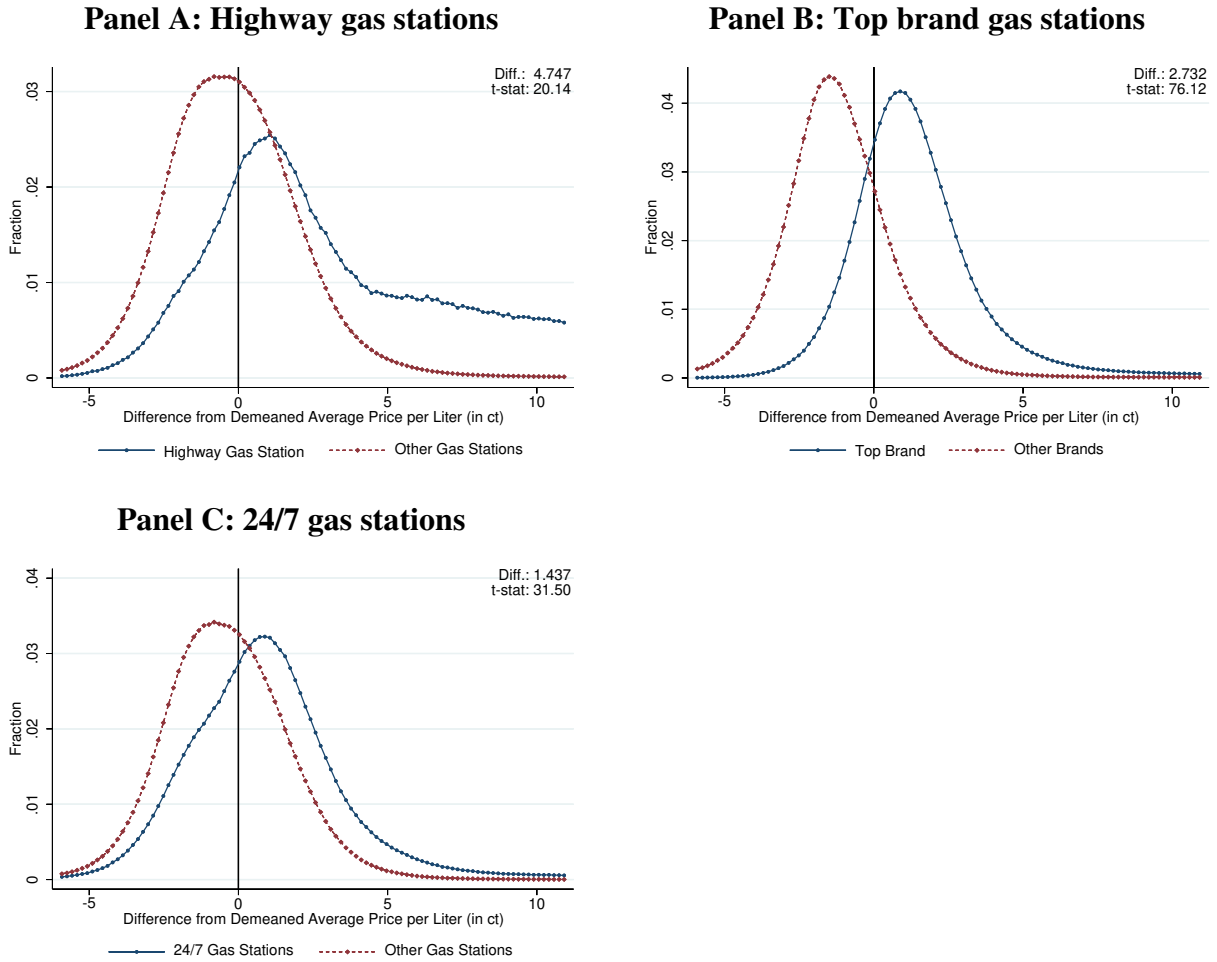 Panel A: Highway gas stations
Diff.: 4.747
t-stat: 20.14
Fraction
.03
.02
.01
0
-5
0
5
10
Difference from Demeaned Average Price per Liter (in ct)
Highway Gas Station
Other Gas Stations
Panel B: Top brand gas stations
Diff.: 2.732
t-stat: 76.12
Fraction
.04
.03
.02
.01
0
-5
0
5
10
Difference from Demeaned Average Price per Liter (in ct)
Top Brand
Other Brands
Panel C: 24/7 gas stations
Diff.: 1.437
t-stat: 31.50
Fraction
.04
.03
.02
.01
0
-5
0
5
10
Difference from Demeaned Average Price per Liter (in ct)
24/7 Gas Stations
Other Gas Stations